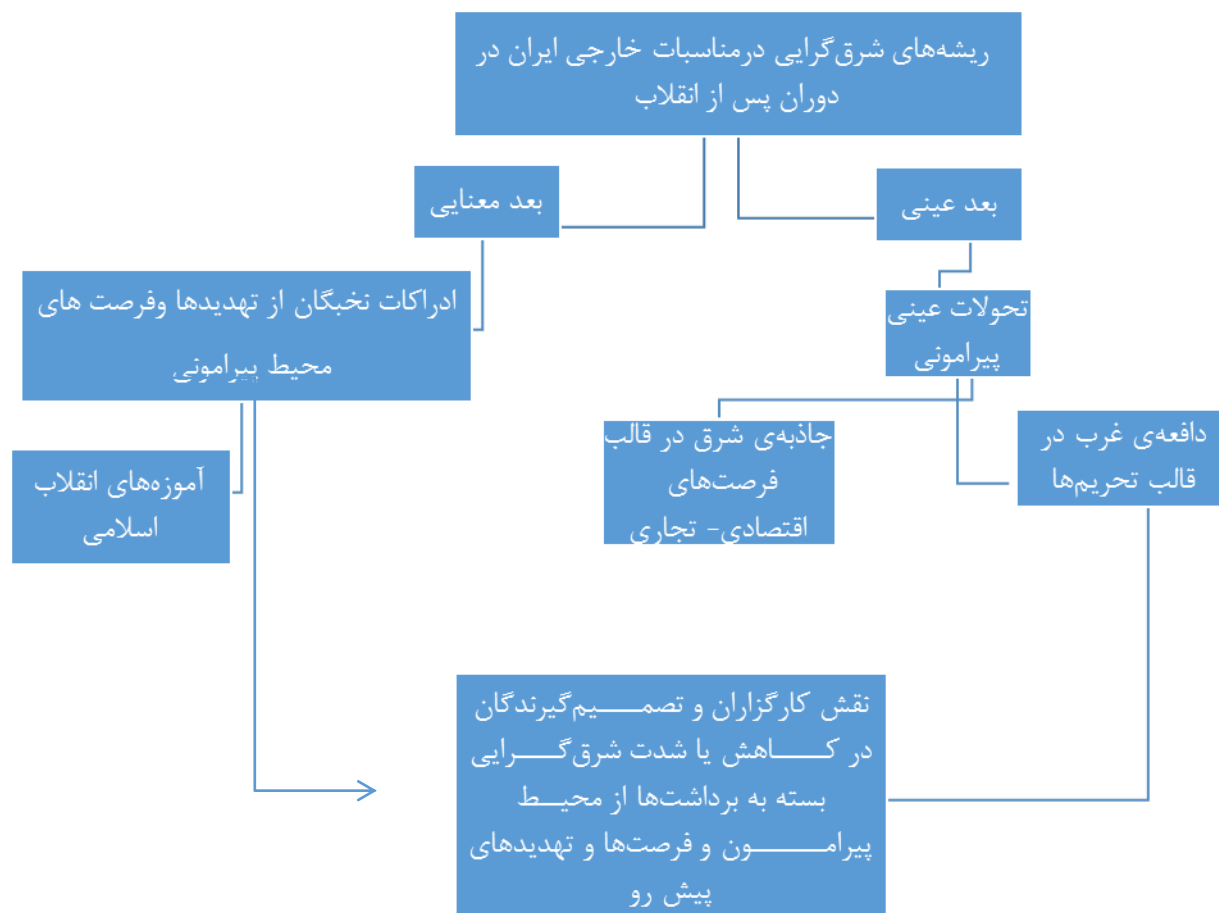 ریشه‌های شرق‌گرایی درمناسبات خارجی ایران در
دوران پس از انقلاب
بعد عینی
بعد معنایی
تحولات عینی
پیرامونی
ادراکات نخبگان از تهدیدها وفرصت های
محیط پیرامونی
دافعه‌ی غرب در
قالب تحریم‌ها
جاذبه‌ی شرق در قالب
فرصت‌های
اقتصادی- تجاری
آموزه‌های انقلاب
اسلامی
نقش کارگزاران و تصمـــــیم‌گیرندگان
در کـــــاهش یا شدت شرق‌گـــــرایی
بسته به برداشت‌ها از محیـــط
پیرامـــــــون و فرصت‌ها و تهدیدهای
پیش رو